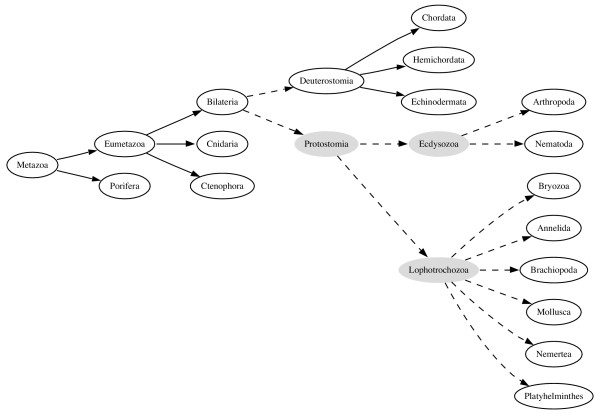 Chordata
Hemichordata
Deuterostomia
Echinodermata
Bilateria
Arthropoda
Metazoa
Eumetazoa
Cnidaria
Protostomia
Ecdysozoa
Nematoda
Porifera
Ctenophora
Bryozoa
Annelida
Lophotrochozoa
Brachiopoda
Mollusca
Nemertea
Platyhelminthes